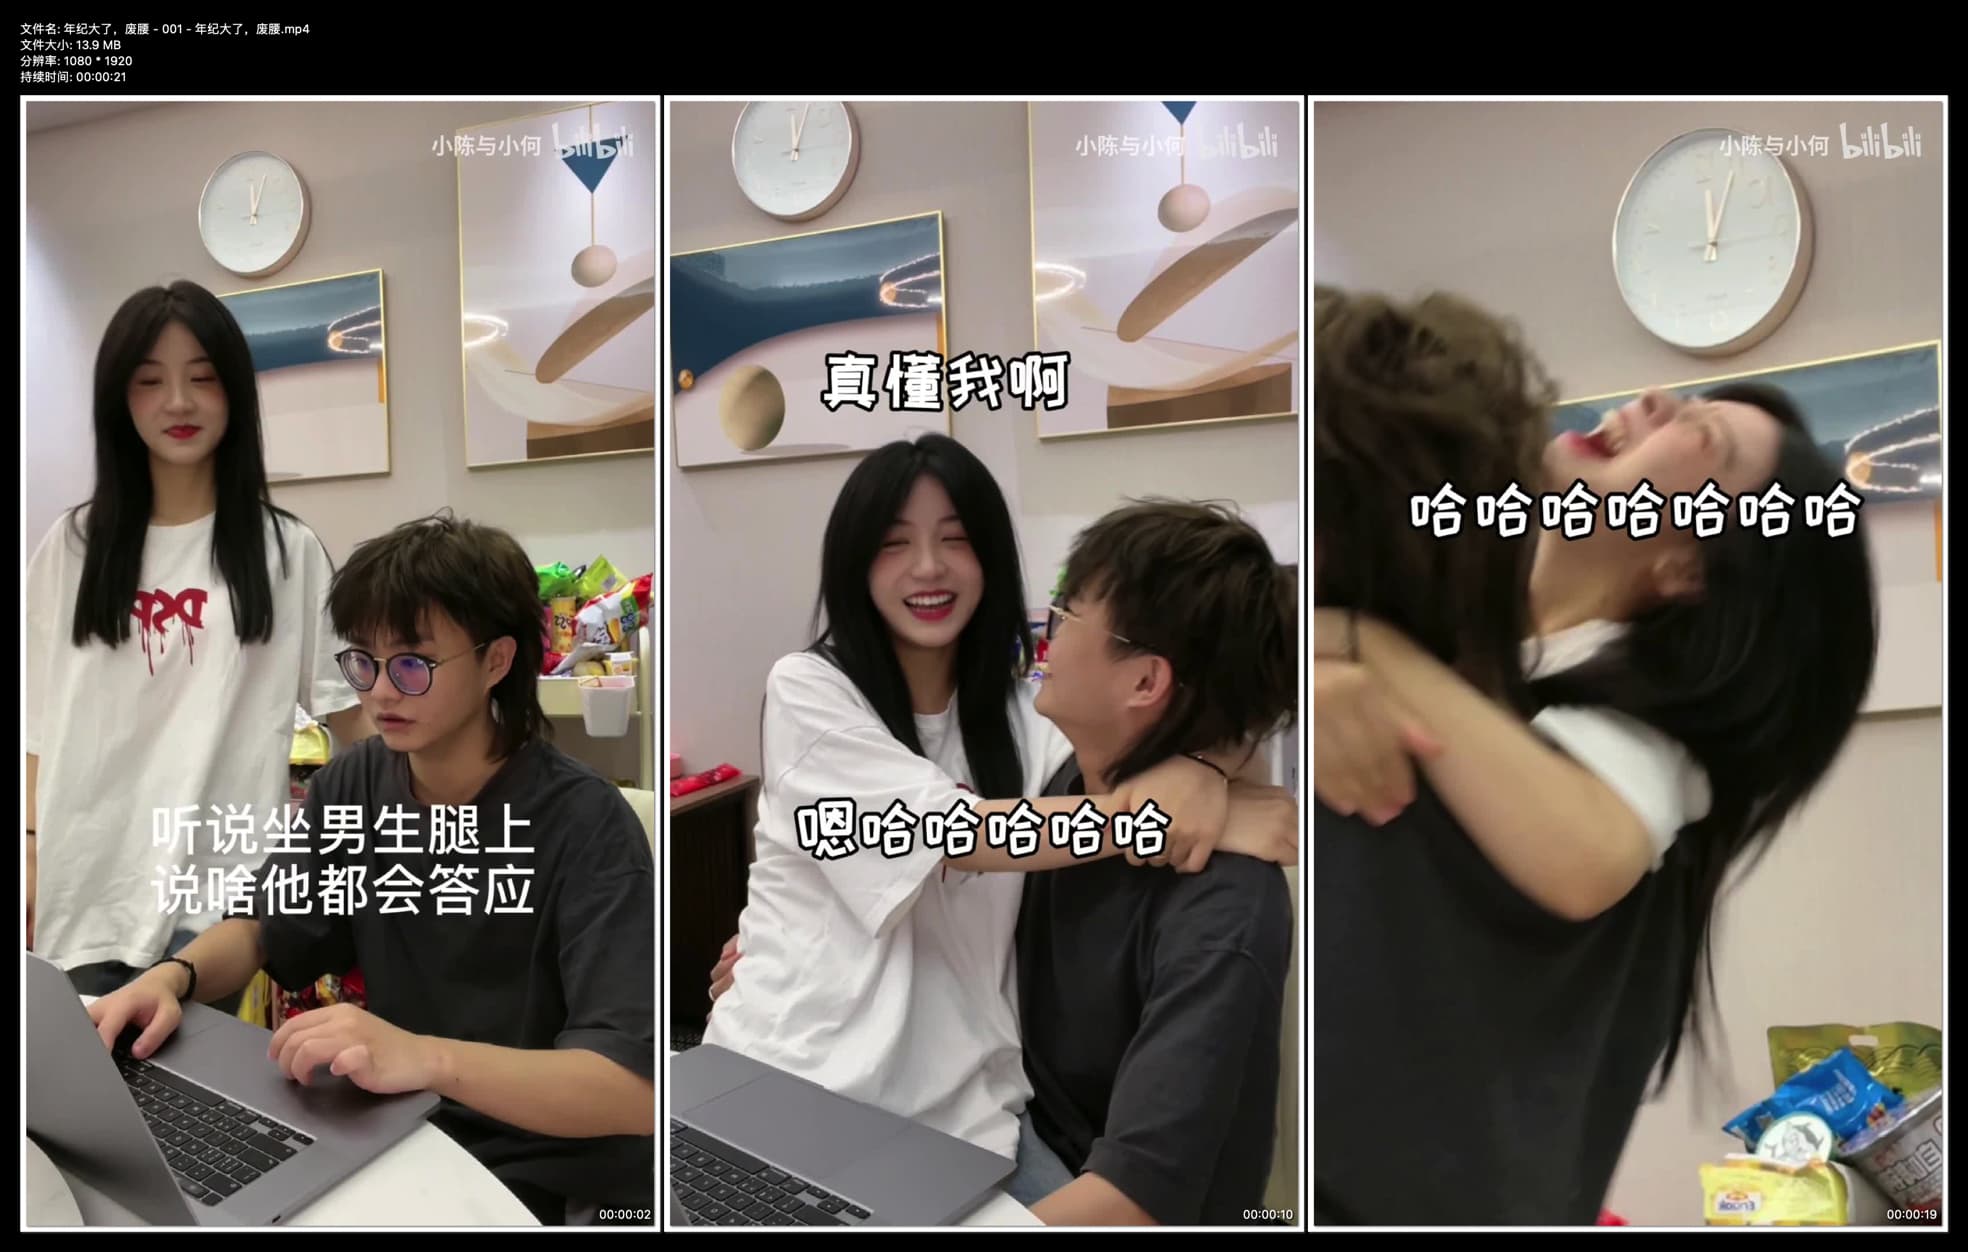 文件名: 年纪大了，废腰 - 001 - 年纪大了，废腰.mp4
文件大小: 13.9 MB
分辨率: 1080 * 1920
持续时间: 00:00:21
小陈与小何 bilibili
听说坐男生腿上
说啥他都会答应
00:00:02
小陈与小何 bilibili
真懂我啊
嗯哈哈哈哈哈
00:00:10
小陈与小何 bilibili
哈哈哈哈哈哈哈
00:00:19